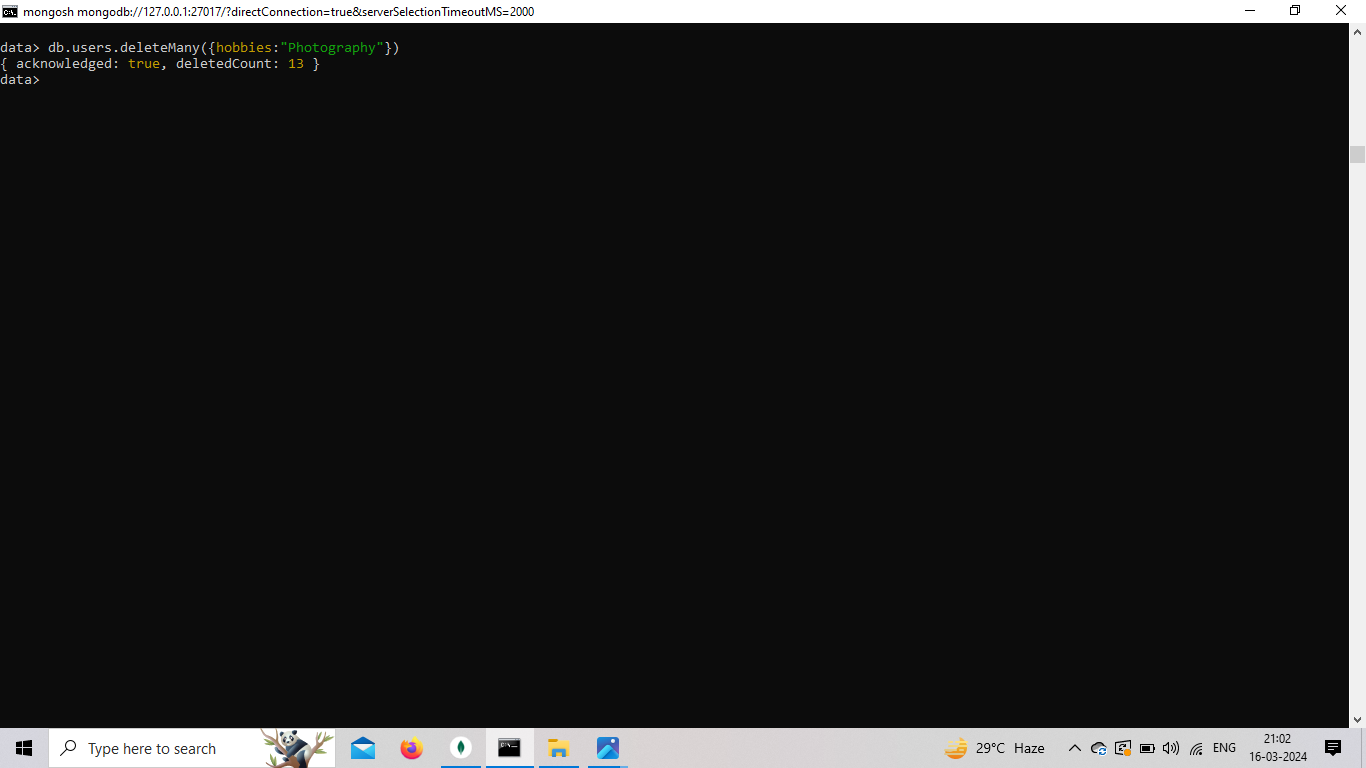 mongosh mongodb://127.0.0.1:27017/?directConnection=true&serverSelectionTimeoutMS=2000
data> db.users.deleteMany({hobbies:"Photography"})
{ acknowledged: true, deletedCount: 13 }
data>
Type here to search
29°C Haze
ENG
21:02
16-03-2024